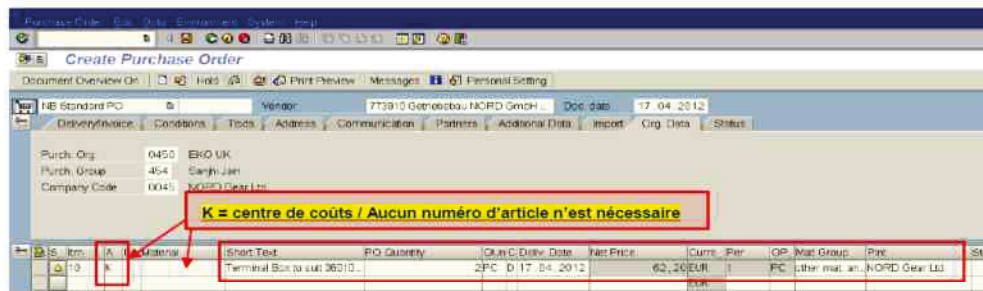 Purchase Order Edit Goto Environment System Help
Create Purchase Order
Document Overview On Hold Print Preview Messages Personal Setting
NB Standard PO Vendor 773910 Getriebebau NORD GmbH .. Doc. date 17.04.2012
Delivery/Invoice Conditions Texts Address Communication Partners Additional Data Import Org. Data Status
Purch. Org. 0450 EKO UK
Purch. Group 454 Sanjhi Jain
Company Code 0045 NORD Gear Ltd
K = centre de coûts / Aucun numéro d'article n'est nécessaire
S.. Itm A I Material Short Text PO Quantity OUn C Deliv. Date Net Price Curre.. Per OP.. Mat. Group Plnt St
10 K Terminal Box to suit 2 PC D 17.04.2012 62,20 EUR 1 PC other mat. an.. NORD Gear Ltd
EUR